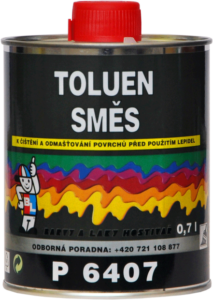 TOLUEN
SMĚS
K ČIŠTĚNÍ A ODMAŠŤOVÁNÍ POVRCHŮ PŘED POUŽITÍM LEPIDEL
0,7 l
BARVY A LAKY HOSTIVAŘ
ODBORNÁ PORADNA: +420 721 108 877
P 6407